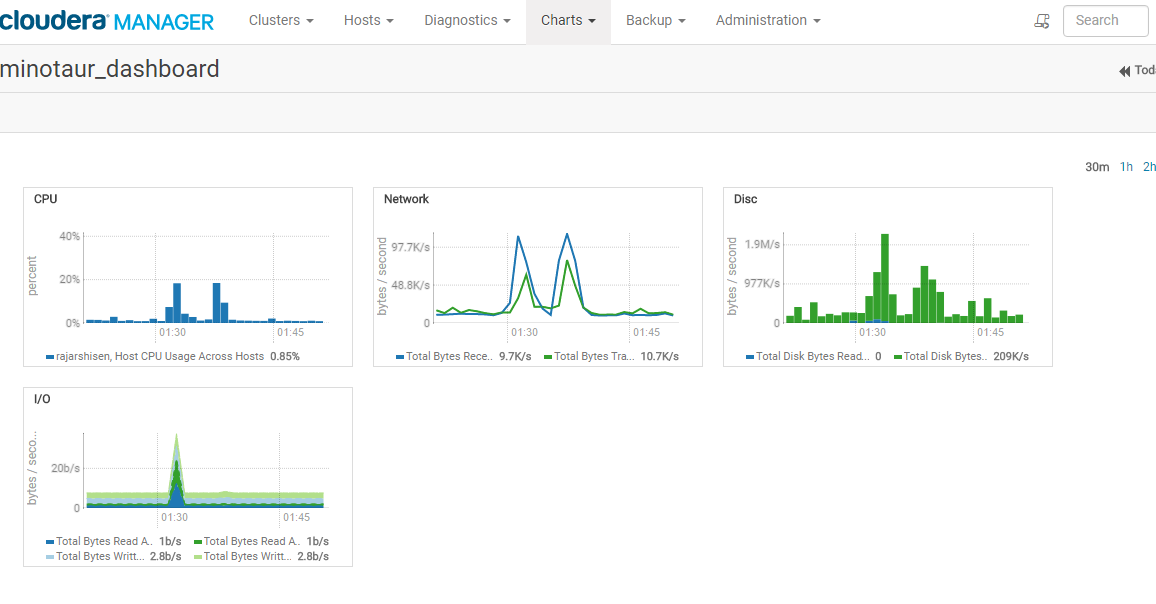 cloudera MANAGER Clusters Hosts Diagnostics Charts Backup Administration Search
minotaur_dashboard
Toda
30m 1h 2h
CPU
40%
20%
0%
percent
01:30 01:45
rajarshisen, Host CPU Usage Across Hosts 0.85%
Network
97.7K/s
48.8K/s
0
bytes / second
01:30 01:45
Total Bytes Rece... 9.7K/s Total Bytes Tra... 10.7K/s
Disc
1.9M/s
977K/s
0
bytes / second
01:30 01:45
Total Disk Bytes Read... 0 Total Disk Bytes.. 209K/s
I/O
20b/s
0
bytes / seco...
01:30 01:45
Total Bytes Read A.. 1b/s Total Bytes Read A.. 1b/s
Total Bytes Writt... 2.8b/s Total Bytes Writt... 2.8b/s